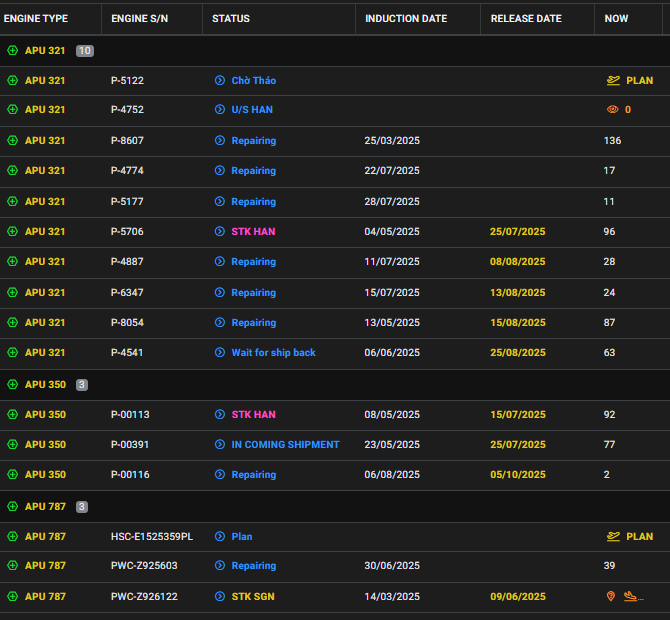 ENGINE TYPE ENGINE S/N STATUS INDUCTION DATE RELEASE DATE NOW
APU 321 10
APU 321 P-5122 Chờ Tháo PLAN
APU 321 P-4752 U/S HAN 0
APU 321 P-8607 Repairing 25/03/2025 136
APU 321 P-4774 Repairing 22/07/2025 17
APU 321 P-5177 Repairing 28/07/2025 11
APU 321 P-5706 STK HAN 04/05/2025 25/07/2025 96
APU 321 P-4887 Repairing 11/07/2025 08/08/2025 28
APU 321 P-6347 Repairing 15/07/2025 13/08/2025 24
APU 321 P-8054 Repairing 13/05/2025 15/08/2025 87
APU 321 P-4541 Wait for ship back 06/06/2025 25/08/2025 63
APU 350 3
APU 350 P-00113 STK HAN 08/05/2025 15/07/2025 92
APU 350 P-00391 IN COMING SHIPMENT 23/05/2025 25/07/2025 77
APU 350 P-00116 Repairing 06/08/2025 05/10/2025 2
APU 787 3
APU 787 HSC-E1525359PL Plan PLAN
APU 787 PWC-Z925603 Repairing 30/06/2025 39
APU 787 PWC-Z926122 STK SGN 14/03/2025 09/06/2025 ...